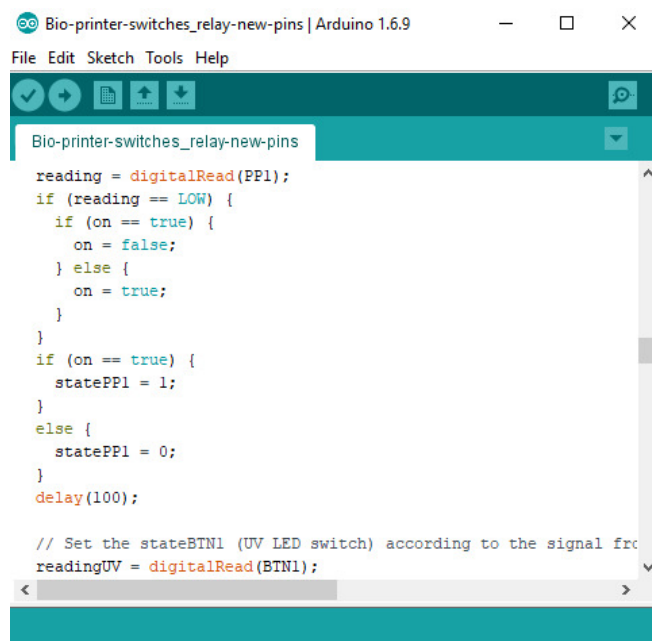 Bio-printer-switches_relay-new-pins | Arduino 1.6.9
File Edit Sketch Tools Help
Bio-printer-switches_relay-new-pins
reading = digitalRead(PP1);
if (reading == LOW) {
if (on == true) {
on = false;
} else {
on = true;
}
}
if (on == true) {
statePP1 = 1;
}
else {
statePP1 = 0;
}
delay(100);
// Set the stateBTN1 (UV LED switch) according to the signal fro
readingUV = digitalRead(BTN1);